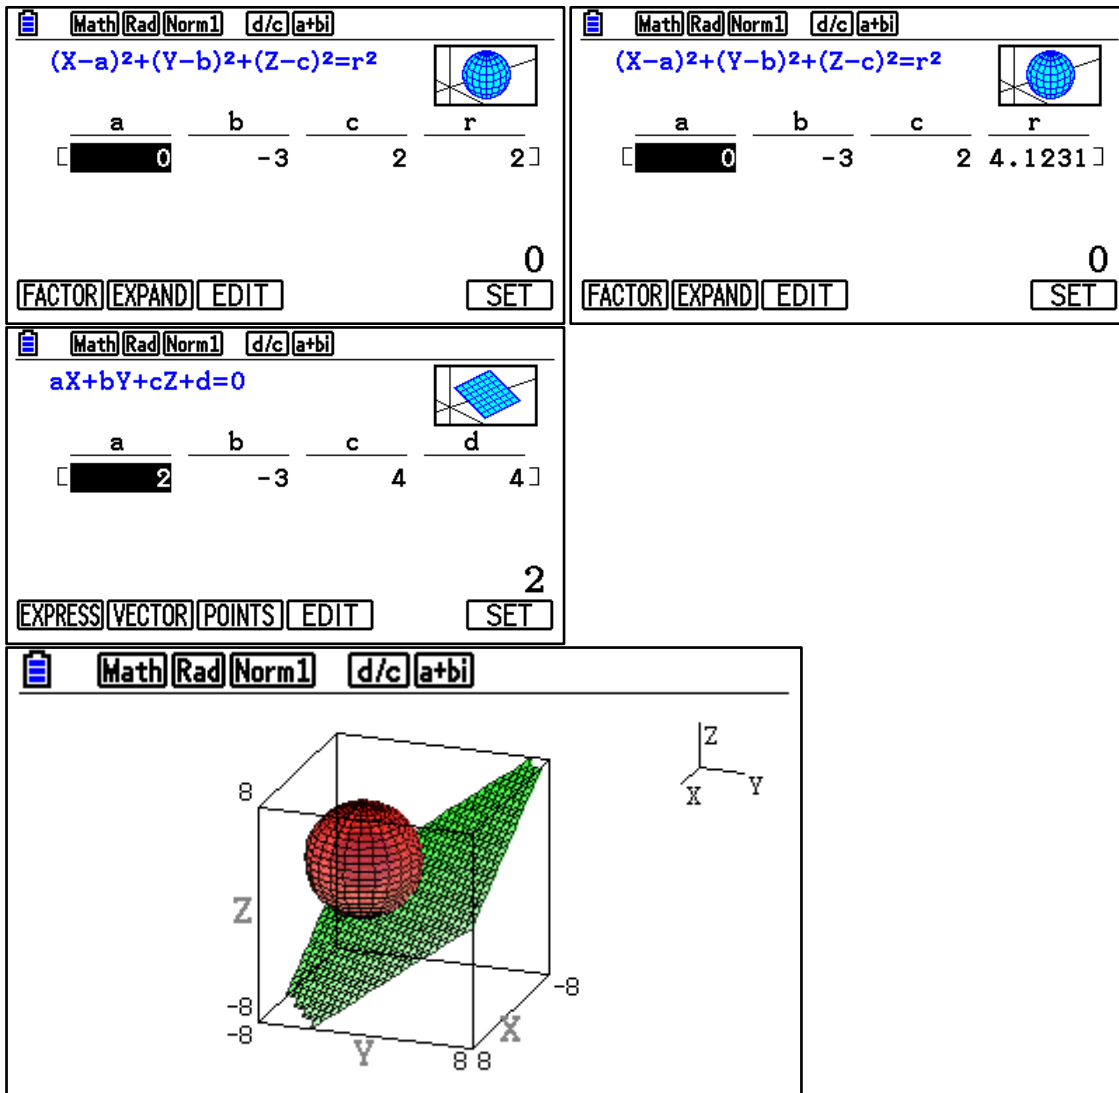 Math Rad Norm1 d/c a+bi
(X-a)²+(Y-b)²+(Z-c)²=r²
a b c r
[ 0 -3 2 2 ]
0
FACTOR EXPAND EDIT SET
Math Rad Norm1 d/c a+bi
(X-a)²+(Y-b)²+(Z-c)²=r²
a b c r
[ 0 -3 2 4.1231 ]
0
FACTOR EXPAND EDIT SET
Math Rad Norm1 d/c a+bi
aX+bY+cZ+d=0
a b c d
[ 2 -3 4 4 ]
2
EXPRESS VECTOR POINTS EDIT SET
Math Rad Norm1 d/c a+bi
Z
X Y
8
Z
-8
-8
-8
X
Y
8 8